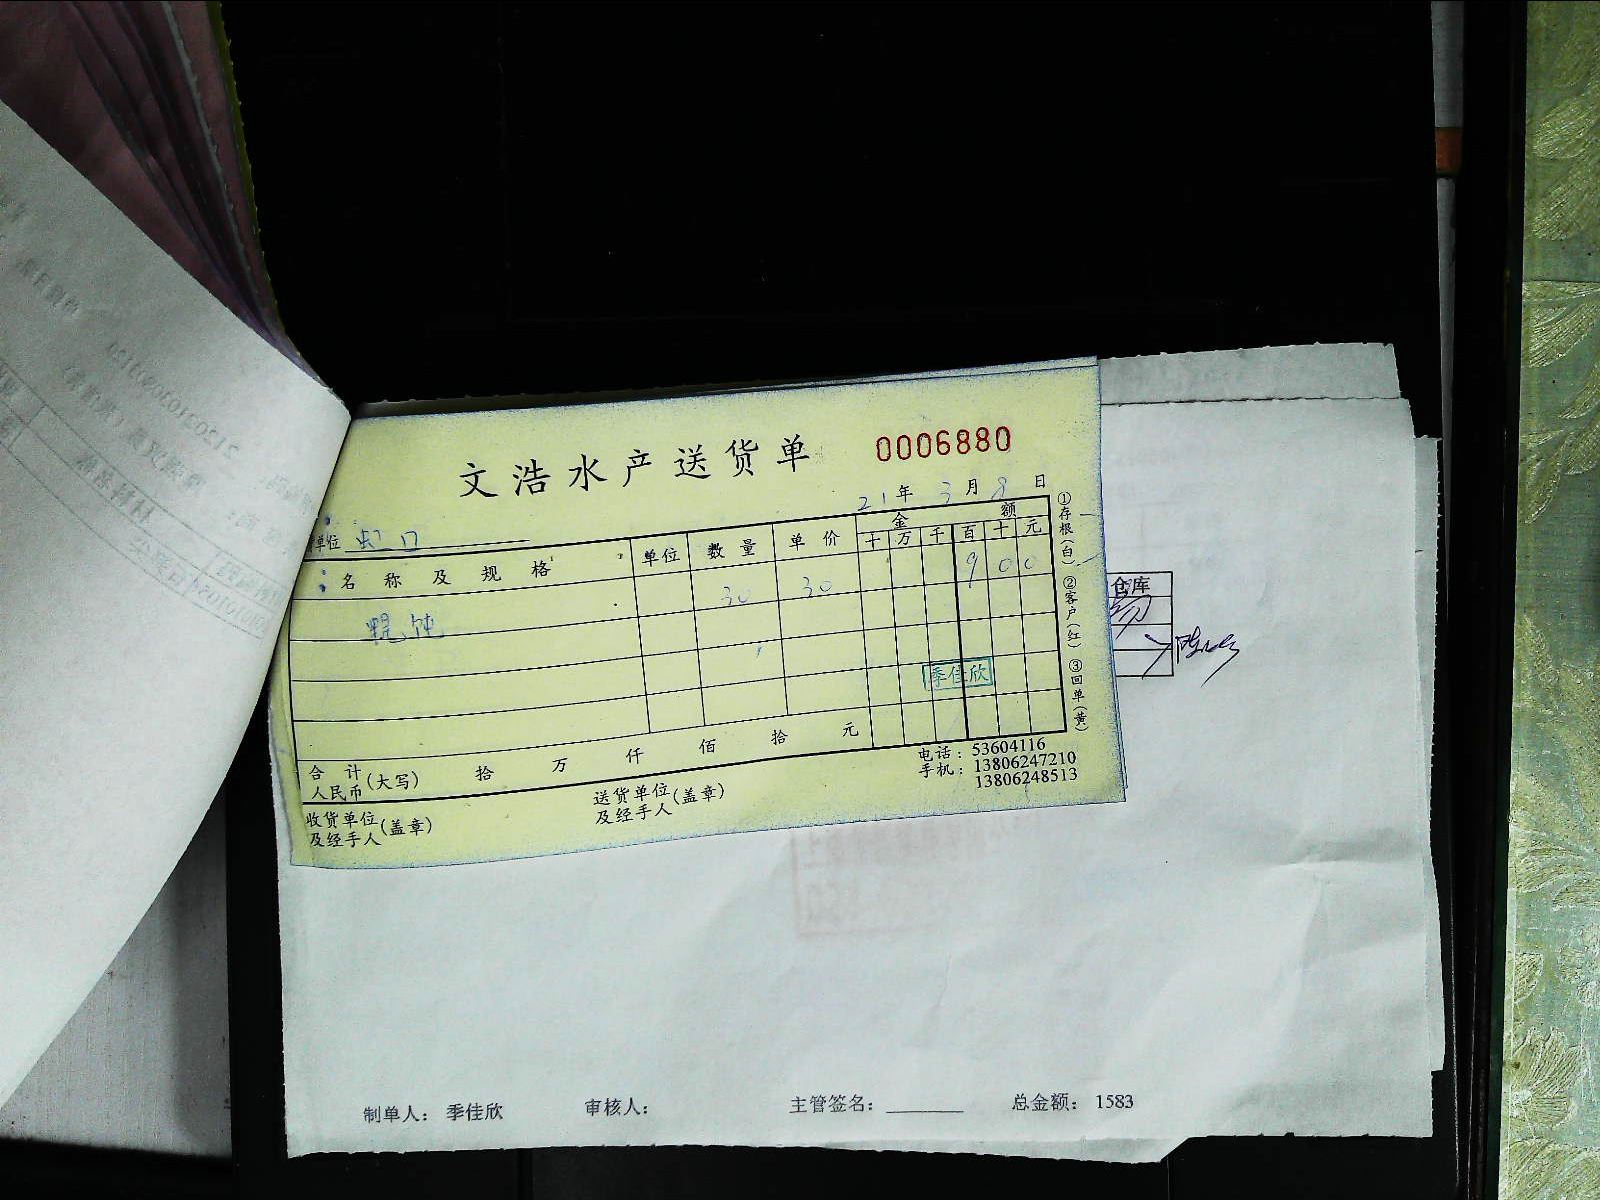 文浩水产送货单 0006880
21年3月8日
单位 虹口
名称及规格 单位 数量 单价 金额
十 万 千 百 十 元
馄饨 30 30 9 0 0
季佳欣
合计人民币(大写) 拾 万 仟 佰 拾 元
收货单位及经手人(盖章) 送货单位及经手人(盖章)
电话：53604116
手机：13806247210
13806248513
①存根(白) ②客户(红) ③回单(黄)
仓库
制单人： 季佳欣 审核人： 主管签名： 总金额： 1583